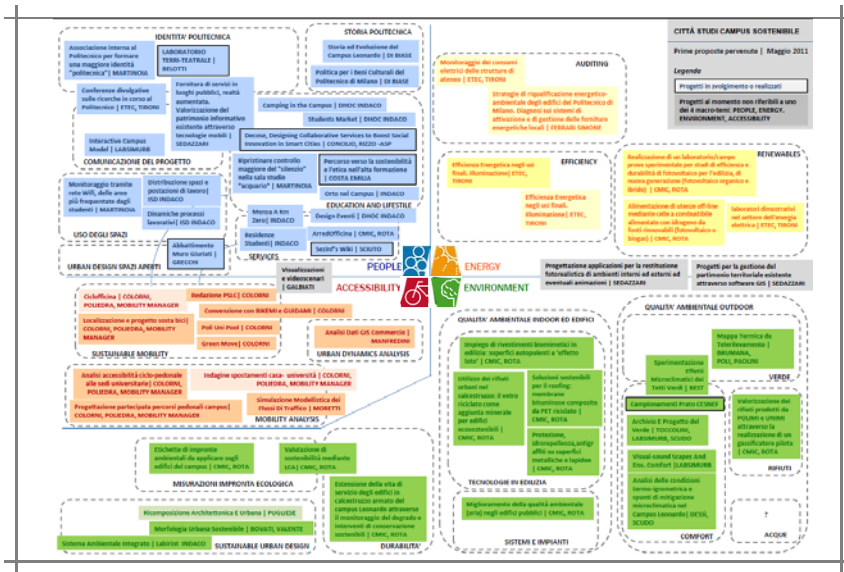 IDENTITA' POLITECNICA
Associazione interna al
Politecnico per formare
una maggiore identità
"politecnica" | MARTINOIA
LABORATORIO
TERRI-TEATRALE |
BELOTTI
Conferenze divulgative
sulle ricerche in corso al
Politecnico | ETEC, TIRONI
Fornitura di servizi in
luoghi pubblici, realtà
aumentata.
Valorizzazione del
patrimonio informativo
esistente attraverso
tecnologie mobili |
SEDAZZARI
Interactive Campus
Model | LABSIMURB
COMUNICAZIONE DEL PROGETTO
STORIA POLITECNICA
Storia ed Evoluzione del
Campus Leonardo | DI BIASE
Politica per i Beni Culturali del
Politecnico di Milano | DI BIASE
Camping in the Campus | DHOC INDACO
Students Market | DHOC INDACO
Decose, Designing Collaborative Services to Boost Social
Innovation in Smart Cities | CONCILIO, RIZZO -ASP
Ripristinare controllo
maggiore del "silenzio"
nella sala studio
"acquario" | MARTINOIA
Percorso verso la sostenibilità
e l'etica nell'alta formazione
| COSTA EMILIA
Orto nel Campus | INDACO
EDUCATION AND LIFESTILE
Monitoraggio tramite
rete Wifi, delle aree
più frequentate dagli
studenti | MARTINOIA
Distribuzione spazi e
postazioni di lavoro|
ISD INDACO
Dinamiche processi
lavorativi| ISD INDACO
USO DEGLI SPAZI
Mensa A Km
Zero| INDACO
Design Eventi | DHOC INDACO
Residenze
Studenti| INDACO
ArredOfficina | CMIC, ROTA
SERVICES
Abbattimento
Muro Giuriati |
GRECCHI
URBAN DESIGN SPAZI APERTI
Visualizzazioni
e videoscenari
| GALBIATI
PEOPLE
ENERGY
ACCESSIBILITY
ENVIRONMENT
AUDITING
Monitoraggio dei consumi
elettrici delle strutture di
ateneo | ETEC, TIRONI
Strategie di riqualificazione energetico-
ambientale degli edifici del Politecnico di
Milano. Diagnosi sui sistemi di
attivazione e di gestione delle forniture
energetiche locali | FERRARI SIMONE
EFFICIENCY
Efficienza Energetica negli usi
finali. Illuminazione| ETEC,
TIRONI
Efficienza Energetica negli
usi finali.
Illuminazione| ETEC,
TIRONI
CITTÀ STUDI CAMPUS SOSTENIBILE
Prime proposte pervenute | Maggio 2011
Legenda
Progetti in svolgimento o realizzati
Progetti al momento non riferibili a uno
dei 4 macro-temi PEOPLE, ENERGY.
ENVIRONMENT, ACCESSIBILITY
RENEWABLES
Realizzazione di un laboratorio/campo
prove sperimentale per studi di efficienza e
durabilità di fotovoltaico per l'edilizia, di
nuova generazione (fotovoltaico organico e
ibrido) | CMIC, ROTA
Alimentazione di utenze off-line
mediante celle a combustibile
alimentate con idrogeno da
fonti rinnovabili (fotovoltaico o
biogas) | CMIC, ROTA
laboratori dimostrativi
nel settore dell'energia
elettrica | ETEC, TIRONI
Progettazione applicazioni per la restituzione
fotorealistica di ambienti interni ed esterni ad
eventuali animazioni | SEDAZZARI
Progetti per la gestione del
patrimonio territoriale esistente
attraverso software GIS | SEDAZZARI
Ciclofficina | COLORNI,
POLIEDRA, MOBILITY MANAGER
Redazione PSLC| COLORNI
Convenzione con BIKEMI e GUIDAMI | COLORNI
Localizzazione e progetto sosta bici|
COLORNI, POLIEDRA, MOBILITY
MANAGER
Poli Uni Pool | COLORNI
Green Move| COLORNI
SUSTAINABLE MOBILITY
Analisi Dati GIS Commercio |
MANFREDINI
URBAN DYNAMICS ANALYSIS
Analisi accessibilità ciclo-pedonale
alle sedi universitarie| COLORNI,
POLIEDRA, MOBILITY MANAGER
Indagine spostamenti casa- università | COLORNI,
POLIEDRA, MOBILITY MANAGER
Progettazione partecipata percorsi pedonali campus|
COLORNI, POLIEDRA, MOBILITY MANAGER
Simulazione Modellistica dei
Flussi Di Traffico | MORETTI
MOBILITY ANALYSIS
Etichette di impronte
ambientali da applicare sugli
edifici del campus | CMIC, ROTA
Valutazione di
sostenibilità mediante
LCA| CMIC, ROTA
MISURAZIONI IMPRONTA ECOLOGICA
Ricomposizione Architettonica E Urbana | PUGLIESE
Morfologia Urbana Sostenibile | BOVATI, VALENTE
Sistema Ambientale Integrato | Labirint INDACO
SUSTAINABLE URBAN DESIGN
Estensione della vita di
servizio degli edifici in
calcestruzzo armato del
campus Leonardo attraverso
il monitoraggio del degrado e
interventi di conservazione
sostenibili | CMIC, ROTA
DURABILITA'
QUALITA' AMBIENTALE INDOOR ED EDIFICI
Impiego di rivestimenti biomimetici in
edilizia: superfici autopulenti a "effetto
loto" | CMIC, ROTA
Utilizzo dei rifiuti
urbani nel
calcestruzzo: il vetro
riciclato come
aggiunta minerale
per edifici
ecosostenibili |
CMIC, ROTA
Soluzioni sostenibili
per il roofing:
membrane
bituminose composito
da PET riciclato |
CMIC, ROTA
Protezione,
affiti su superfici
metalliche e lapidee
| CMIC, ROTA
TECNOLOGIE IN EDILIZIA
Miglioramento della qualità ambientale
(aria) negli edifici pubblici | CMIC, ROTA
SISTEMI E IMPIANTI
QUALITA' AMBIENTALE OUTDOOR
Mappa Termica da
Telerilevamento |
BRUMANA,
POLI, PAOLINI
Sperimentazione
Effetti
Microclimatici dei
Tetti Verdi | BEST
VERDE
Campionamenti Prato CESNEF
Archivio E Progetto del
Verde | TOCCOLINI,
LABSIMURB, SCUDO
Visual-sound Scapes And
Env. Comfort |LABSIMURB
Analisi delle condizioni
termo-igrometriche e
spunti di mitigazione
microclimatica nel
Campus Leonardo| DESSÌ,
SCUDO
COMFORT
Valorizzazione dei
rifiuti prodotti da
POLIMI e UNIMI
attraverso la
realizzazione di un
gassificatore pilota
| CMIC, ROTA
RIFIUTI
?
ACQUE